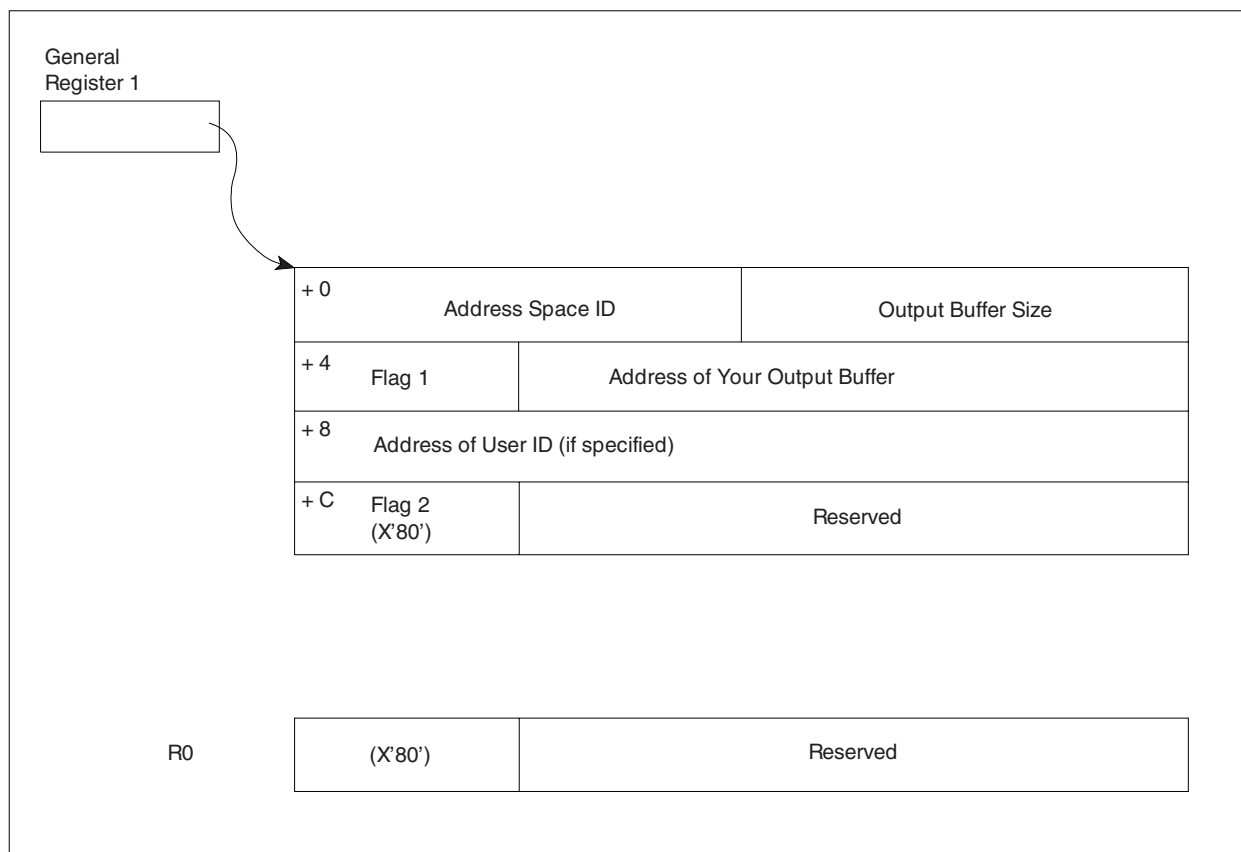 General
Register 1
+ 0
Address Space ID
Output Buffer Size
+ 4
Flag 1
Address of Your Output Buffer
+ 8
Address of User ID (if specified)
+ C
Flag 2
(X’80’)
Reserved
R0
(X’80’)
Reserved